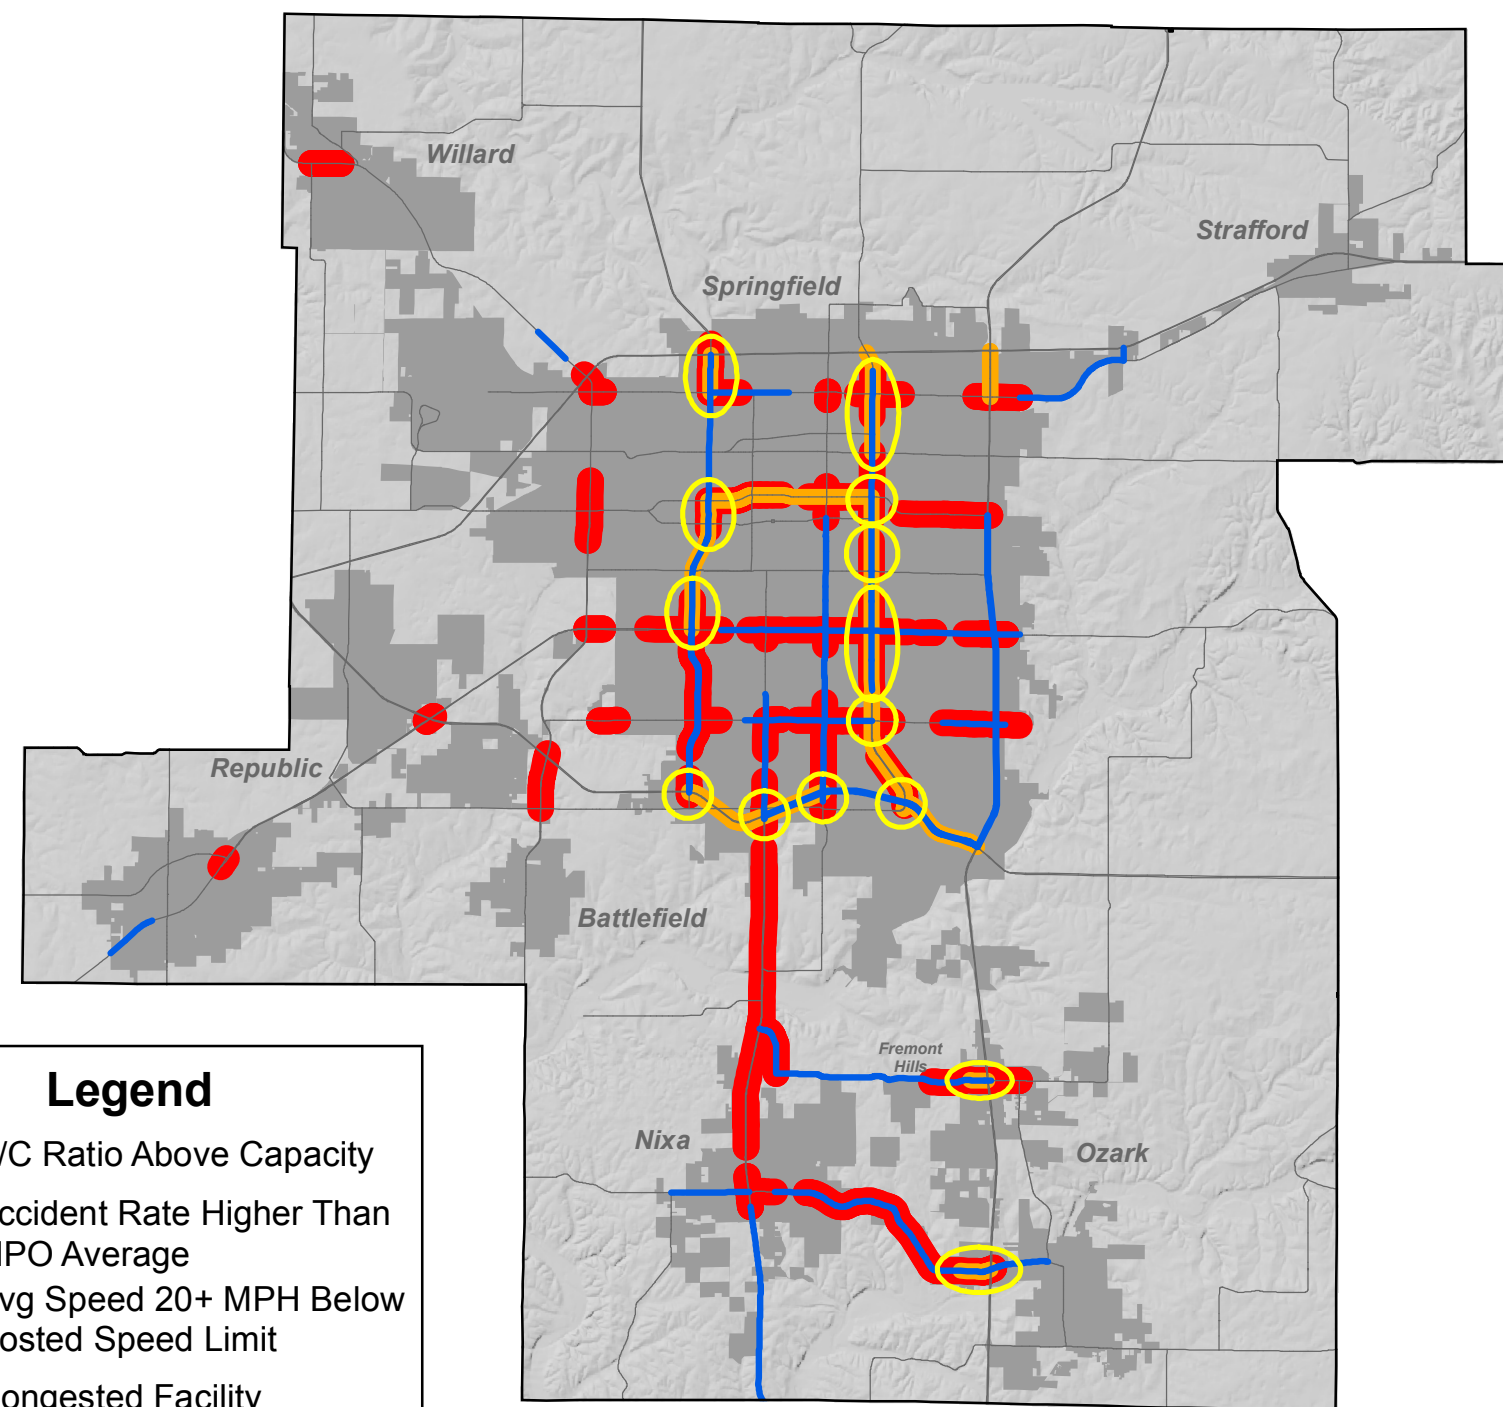 Willard
Strafford
Springfield
Republic
Battlefield
Fremont
Hills
Nixa
Ozark
Legend
/C Ratio Above Capacity
ccident Rate Higher Than
MPO Average
vg Speed 20+ MPH Below
osted Speed Limit
ongested Facility